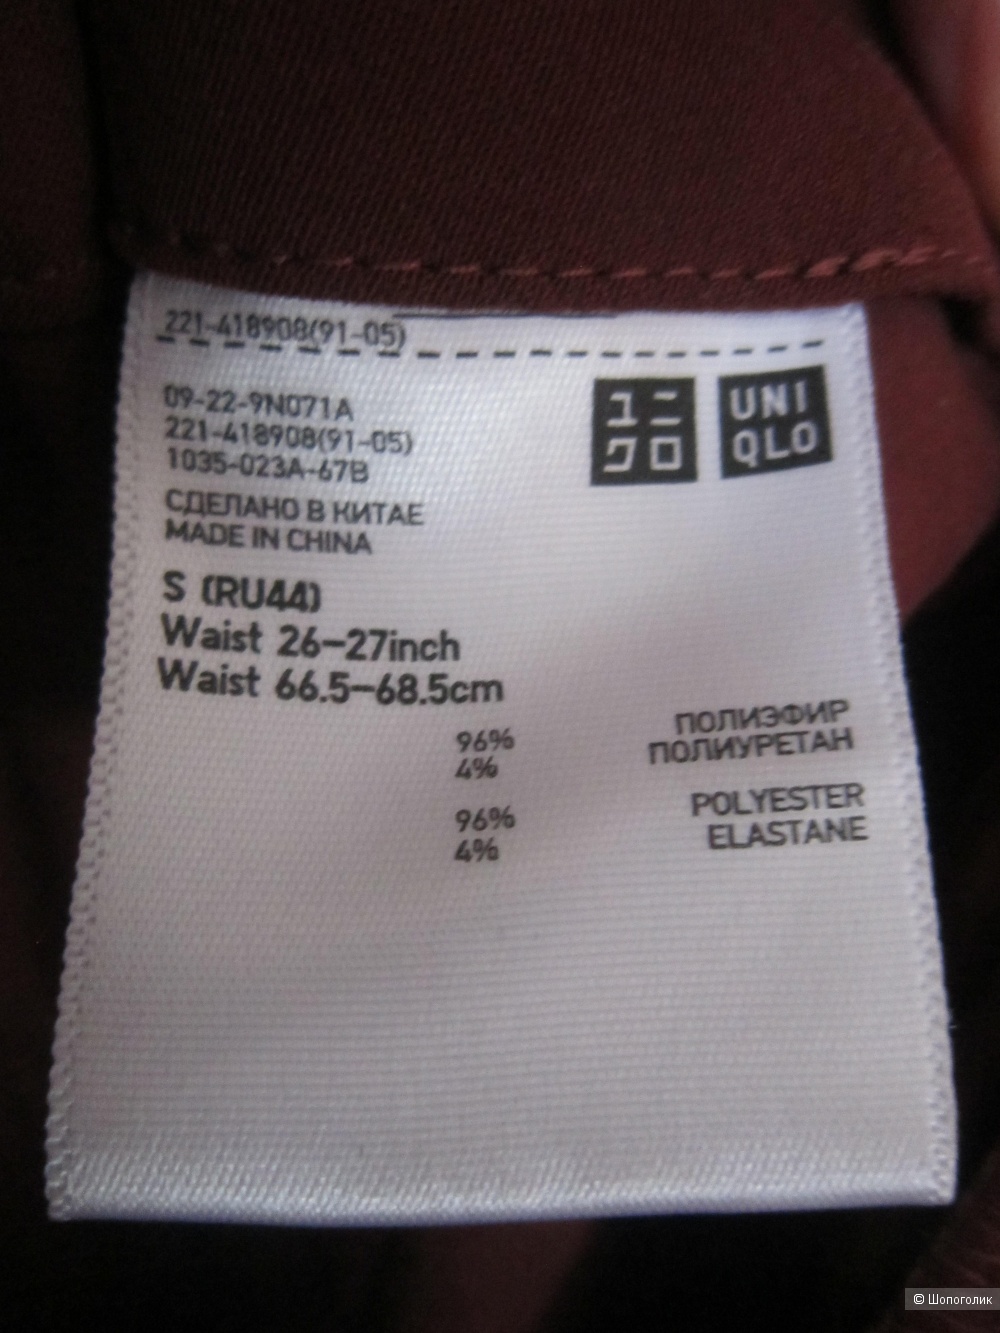 221-418908(91-05)
09-22-9N071A
221-418908(91-05)
1035-023A-67B
ユニ
クロ
UNI
QLO
СДЕЛАНО В КИТАЕ
MADE IN CHINA
S (RU44)
Waist 26–27inch
Waist 66.5–68.5cm
96% ПОЛИЭФИР
4% ПОЛИУРЕТАН
96% POLYESTER
4% ELASTANE
© Шопоголик